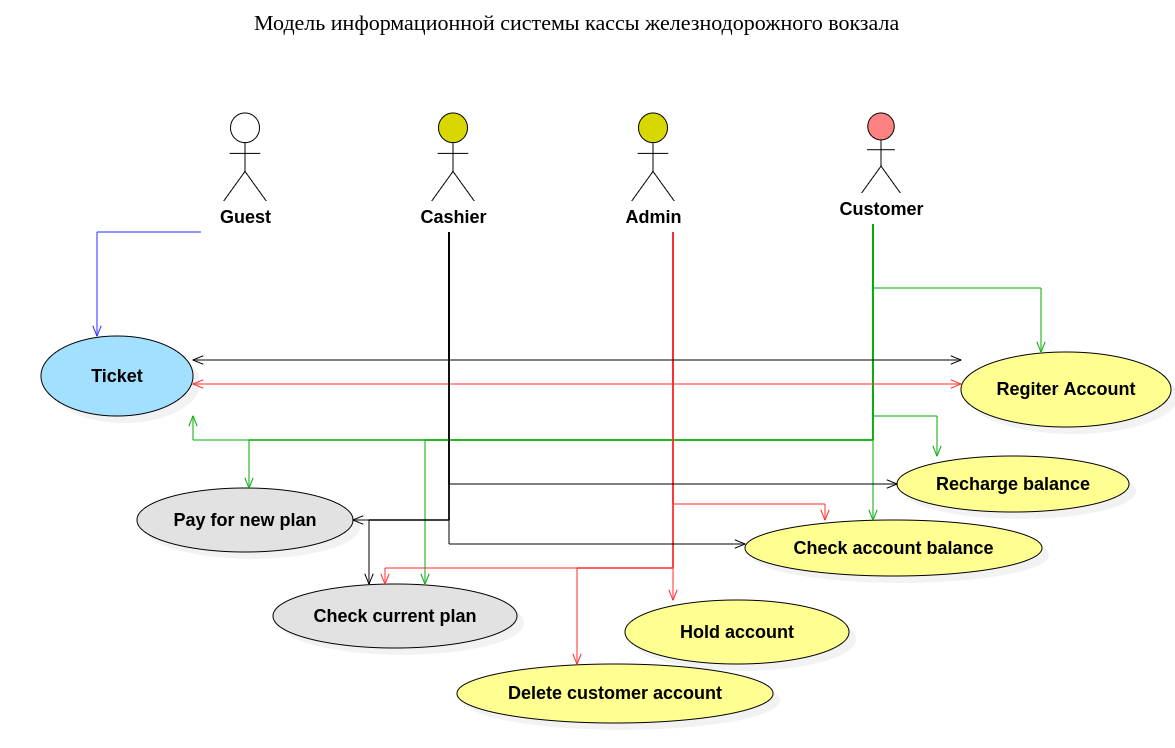 Модель информационной системы кассы железнодорожного вокзала
Guest
Cashier
Admin
Customer
Ticket
Regiter Account
Recharge balance
Pay for new plan
Check account balance
Check current plan
Hold account
Delete customer account